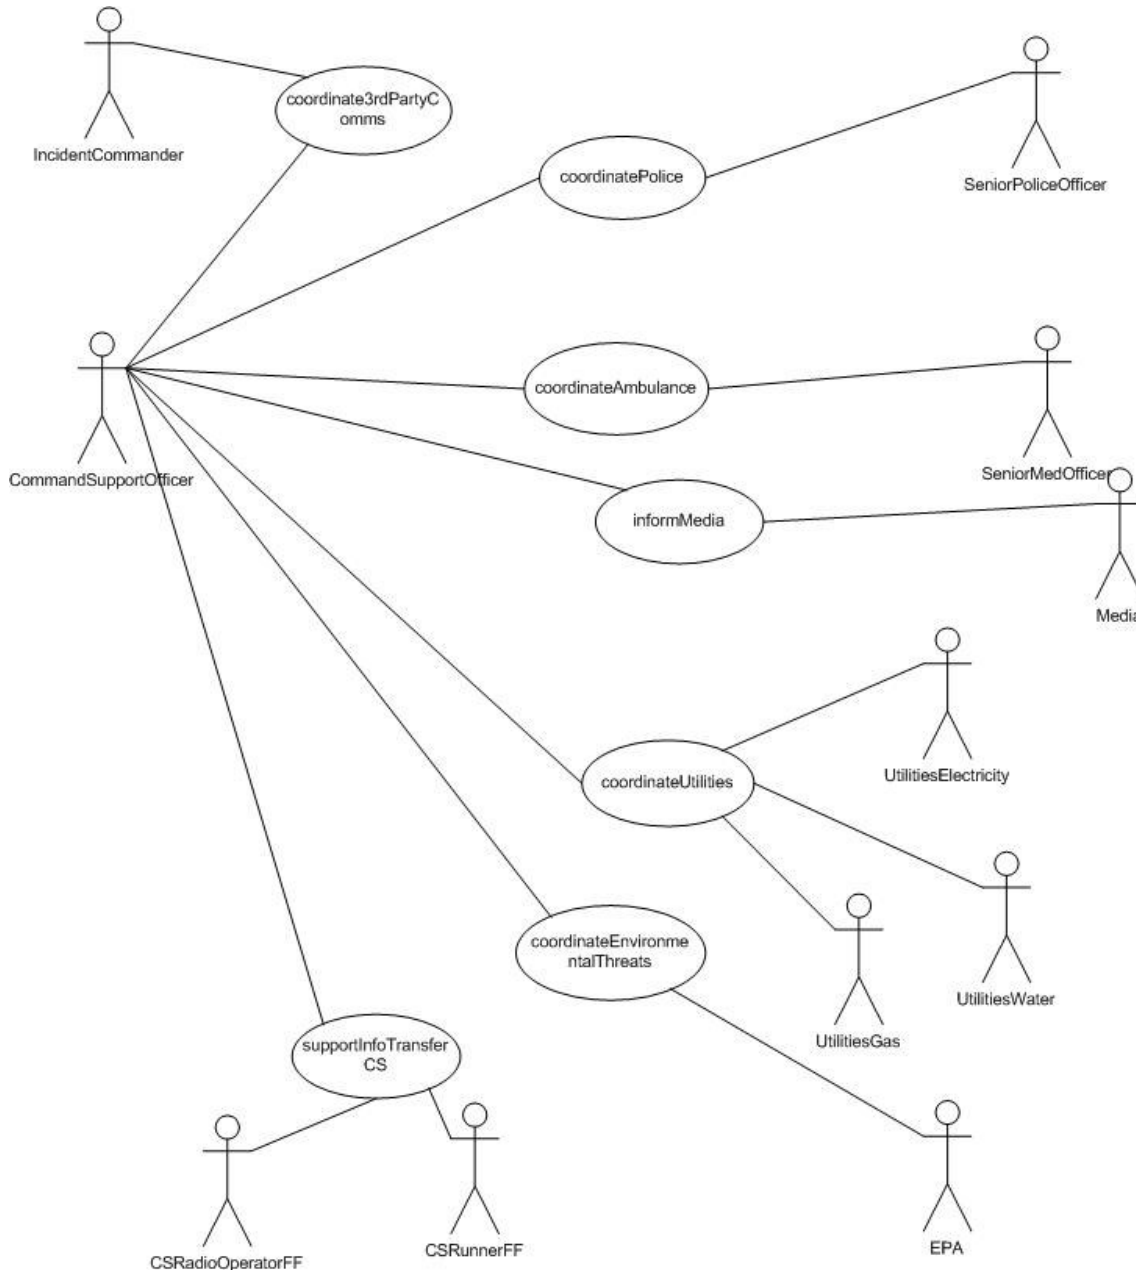 coordinate3rdPartyC
omms
IncidentCommander
coordinatePolice
SeniorPoliceOfficer
coordinateAmbulance
CommandSupportOfficer
SeniorMedOfficer
informMedia
Media
UtilitiesElectricity
coordinateUtilities
coordinateEnvironme
ntalThreats
UtilitiesWater
UtilitiesGas
supportInfoTransfer
CS
CSRadioOperatorFF
CSRunnerFF
EPA